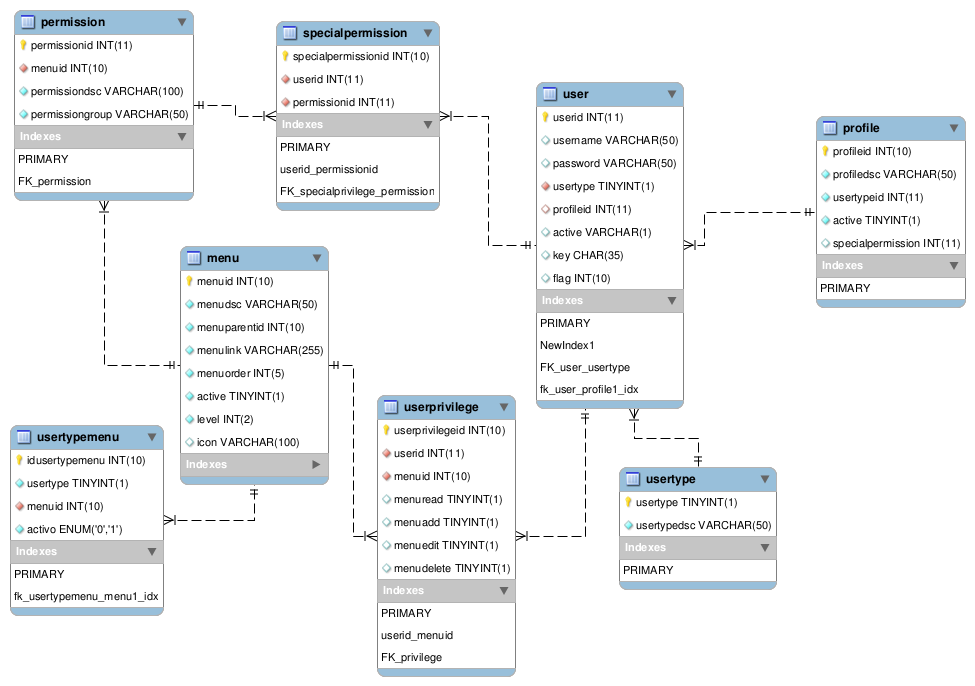 permission
permissionid INT(11)
menuid INT(10)
permissiondsc VARCHAR(100)
permissiongroup VARCHAR(50)
Indexes
PRIMARY
FK_permission
specialpermission
specialpermissionid INT(10)
userid INT(11)
permissionid INT(11)
Indexes
PRIMARY
userid_permissionid
FK_specialprivilege_permission
user
userid INT(11)
username VARCHAR(50)
password VARCHAR(50)
usertype TINYINT(1)
profileid INT(11)
active VARCHAR(1)
key CHAR(35)
flag INT(10)
Indexes
PRIMARY
NewIndex1
FK_user_usertype
fk_user_profile1_idx
profile
profileid INT(10)
profiledsc VARCHAR(50)
usertypeid INT(11)
active TINYINT(1)
specialpermission INT(11)
Indexes
PRIMARY
menu
menuid INT(10)
menudsc VARCHAR(50)
menuparentid INT(10)
menulink VARCHAR(255)
menuorder INT(5)
active TINYINT(1)
level INT(2)
icon VARCHAR(100)
Indexes
usertypemenu
idusertypemenu INT(10)
usertype TINYINT(1)
menuid INT(10)
activo ENUM('0','1')
Indexes
PRIMARY
fk_usertypemenu_menu1_idx
userprivilege
userprivilegeid INT(10)
userid INT(11)
menuid INT(10)
menuread TINYINT(1)
menuadd TINYINT(1)
menuedit TINYINT(1)
menudelete TINYINT(1)
Indexes
PRIMARY
userid_menuid
FK_privilege
usertype
usertype TINYINT(1)
usertypedsc VARCHAR(50)
Indexes
PRIMARY